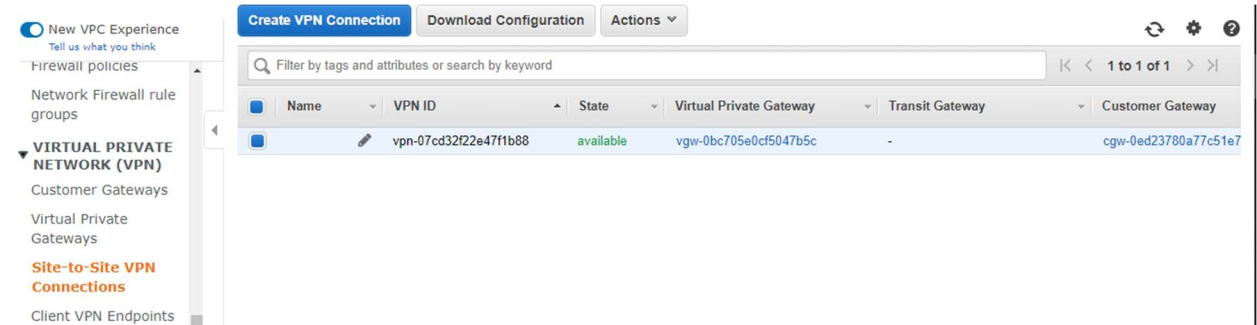 New VPC Experience
Tell us what you think
Firewall policies
Network Firewall rule
groups
VIRTUAL PRIVATE
NETWORK (VPN)
Customer Gateways
Virtual Private
Gateways
Site-to-Site VPN
Connections
Client VPN Endpoints
Create VPN Connection Download Configuration Actions
Filter by tags and attributes or search by keyword 1 to 1 of 1
Name VPN ID State Virtual Private Gateway Transit Gateway Customer Gateway
vpn-07cd32f22e47f1b88 available vgw-0bc705e0cf5047b5c - cgw-0ed23780a77c51e7